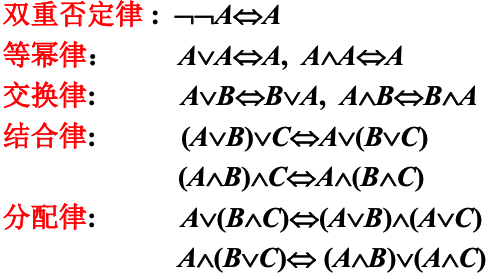 双重否定律：¬¬A⇔A
等幂律： A∨A⇔A, A∧A⇔A
交换律: A∨B⇔B∨A, A∧B⇔B∧A
结合律: (A∨B)∨C⇔A∨(B∨C)
(A∧B)∧C⇔A∧(B∧C)
分配律: A∨(B∧C)⇔(A∨B)∧(A∨C)
A∧(B∨C)⇔ (A∧B)∨(A∧C)